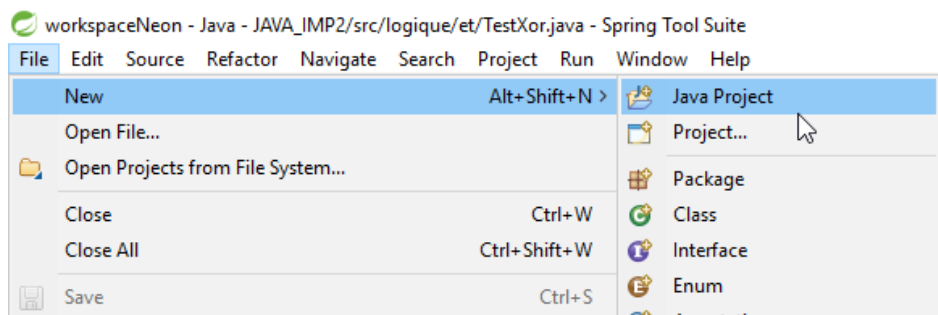 workspaceNeon - Java - JAVA_IMP2/src/logique/et/TestXor.java - Spring Tool Suite
File Edit Source Refactor Navigate Search Project Run Window Help
New Alt+Shift+N > Java Project
Open File... Project...
Open Projects from File System...
Package
Close Ctrl+W Class
Close All Ctrl+Shift+W Interface
Enum
Save Ctrl+S